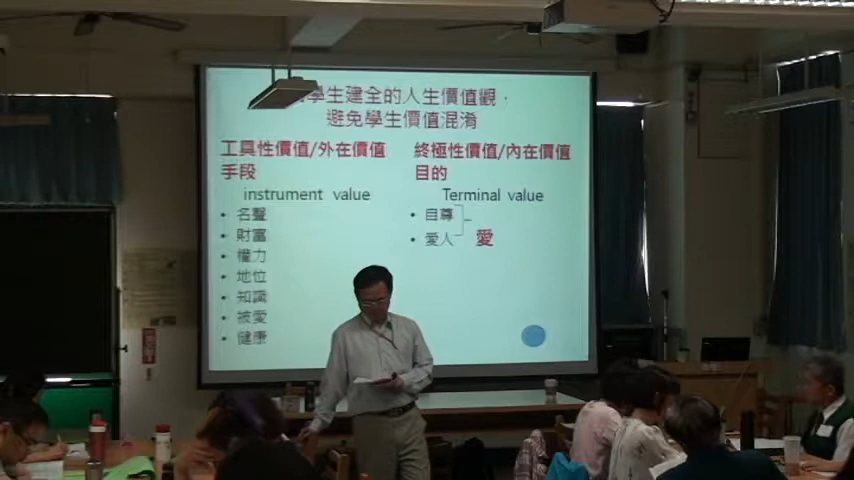 學生建全的人生價值觀.
避免學生價值混淆
工具性價值/外在價值
手段
instrument value
• 名聲
• 財富
• 權力
• 地位
• 知識
• 被愛
• 健康
終極性價值/內在價值
目的
Terminal value
• 自尊
• 愛人 愛